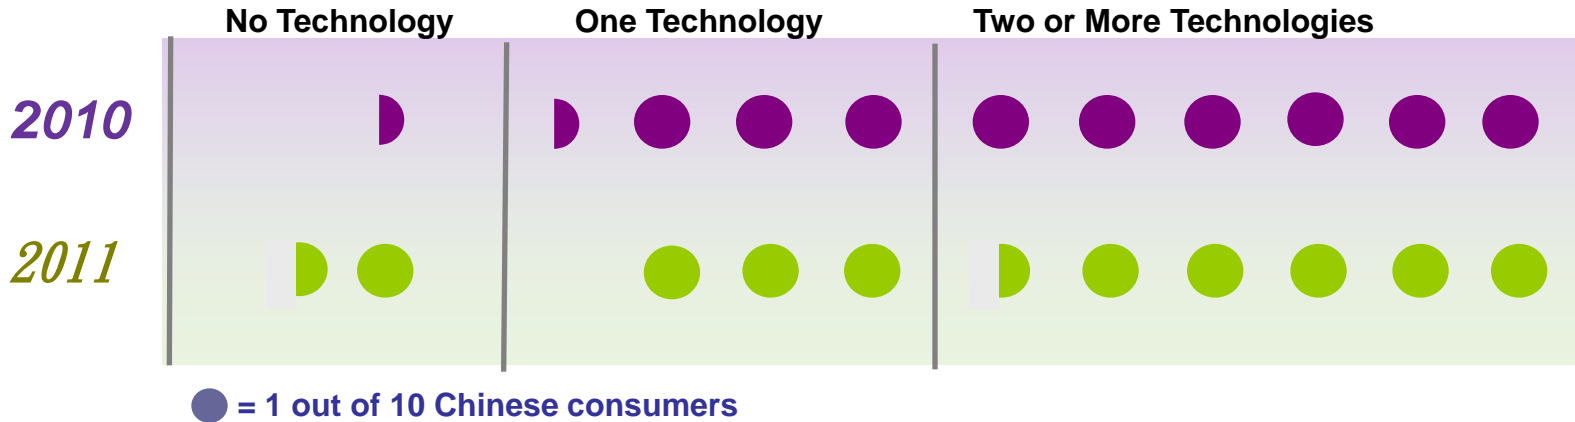 No Technology One Technology Two or More Technologies
2010
2011
= 1 out of 10 Chinese consumers